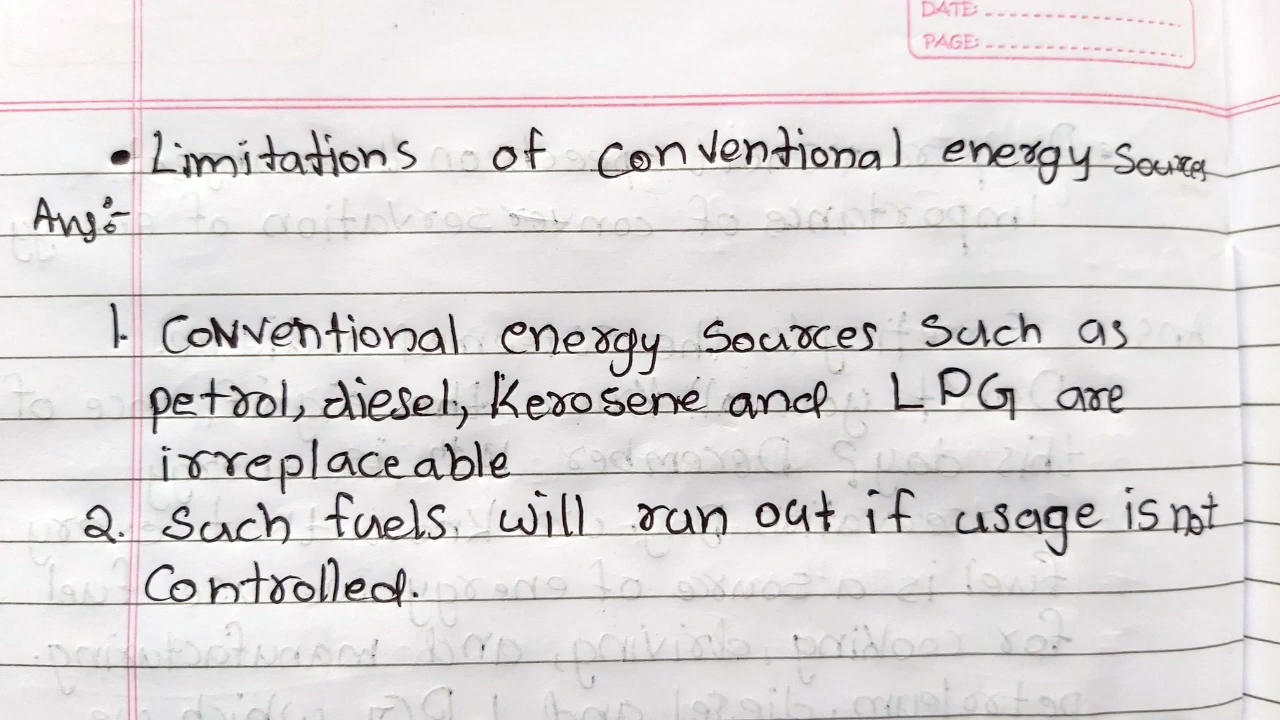 DATE:
PAGE:
• Limitations of conventional energy Sources
Ans:-
1. Conventional energy Sources Such as
petrol, diesel, Kerosene and LPG are
irreplaceable
2. Such fuels will run out if usage is not
Controlled.